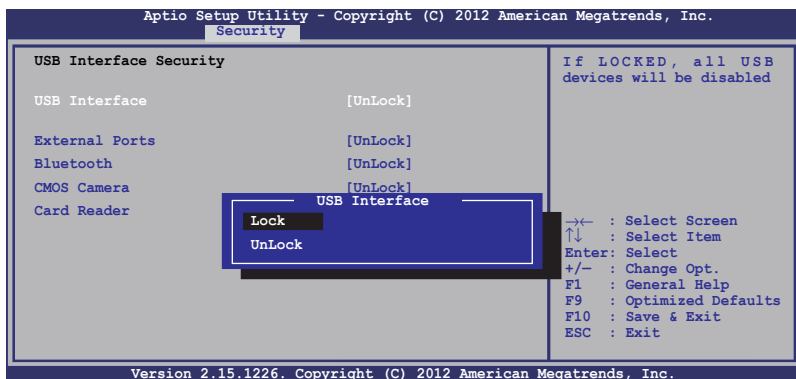 Aptio Setup Utility - Copyright (C) 2012 American Megatrends, Inc.
Security
USB Interface Security
USB Interface [UnLock]
External Ports [UnLock]
Bluetooth [UnLock]
CMOS Camera [UnLock]
Card Reader
USB Interface
Lock
UnLock
If LOCKED, all USB
devices will be disabled
→← : Select Screen
↑↓ : Select Item
Enter: Select
+/— : Change Opt.
F1 : General Help
F9 : Optimized Defaults
F10 : Save & Exit
ESC : Exit
Version 2.15.1226. Copyright (C) 2012 American Megatrends, Inc.